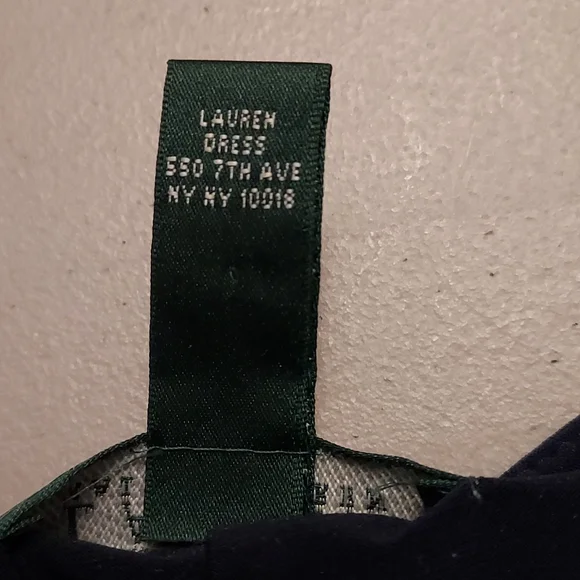 LAUREN
DRESS
550 7TH AVE
NY NY 10018